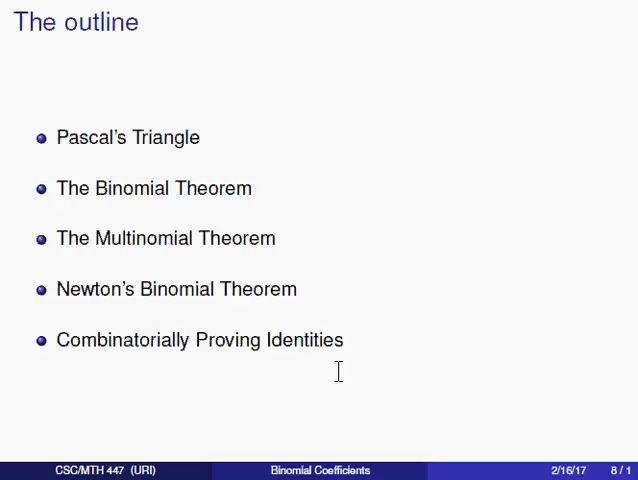 The outline
Pascal's Triangle
The Binomial Theorem
The Multinomial Theorem
Newton's Binomial Theorem
Combinatorially Proving Identities
CSC/MTH 447 (URI) Binomial Coefficients 2/16/17 8 / 1